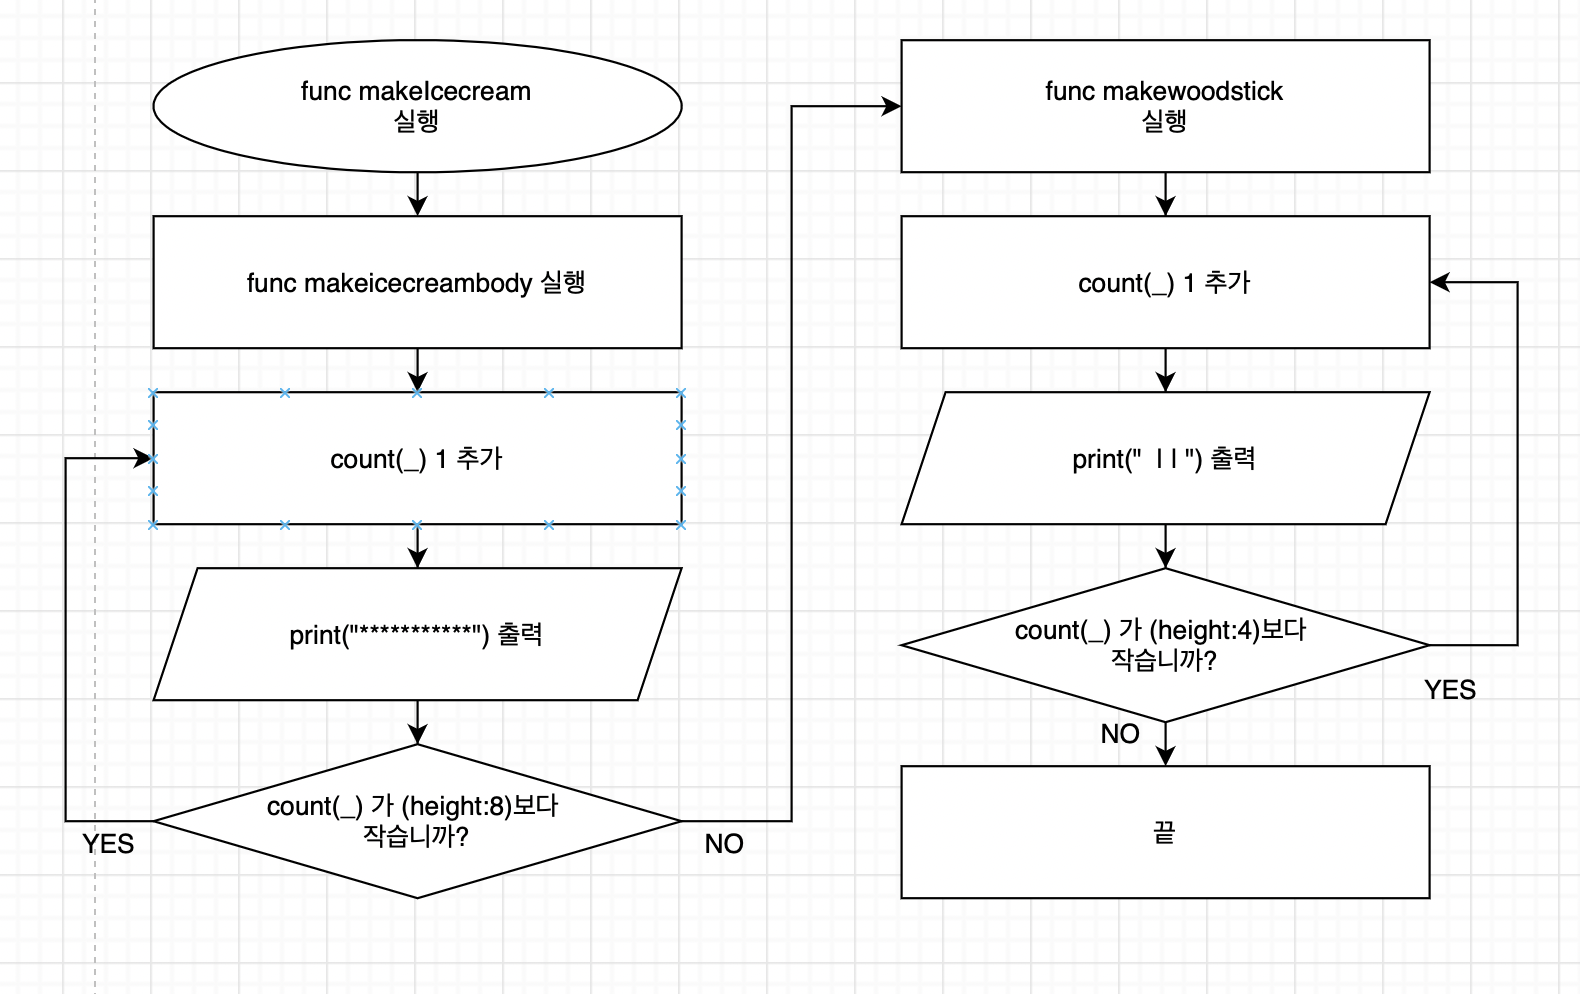 func makeIcecream
실행
func makeicecreambody 실행
count(_) 1 추가
print("***********") 출력
count(_) 가 (height:8)보다
작습니까?
YES
NO
func makewoodstick
실행
count(_) 1 추가
print("  | | ") 출력
count(_) 가 (height:4)보다
작습니까?
YES
NO
끝